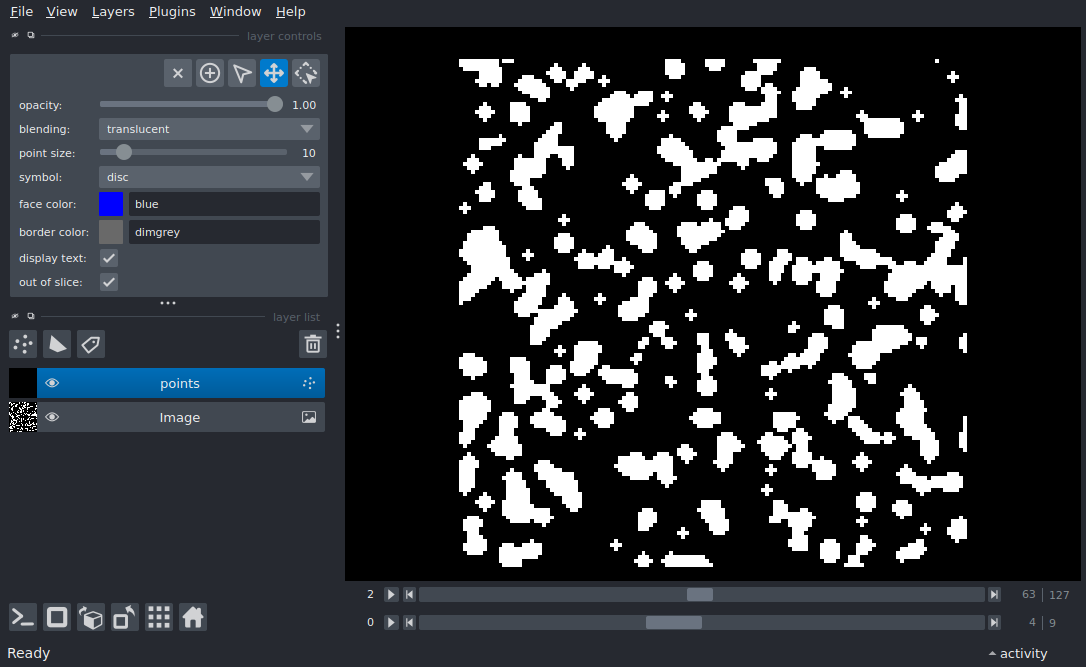 File View Layers Plugins Window Help
layer controls
opacity: 1.00
blending: translucent
point size: 10
symbol: disc
face color: blue
border color: dimgrey
display text:
out of slice:
layer list
points
Image
2 63 127
0 4 9
Ready activity